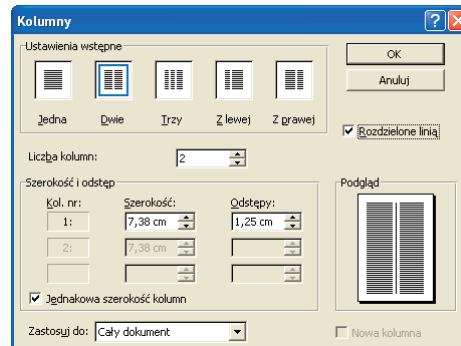 Kolumny
Ustawienia wstępne
OK
Anuluj
Jedna Dwie Trzy Z lewej Z prawej
Rozdzielone linią
Liczba kolumn: 2
Szerokość i odstęp
Podgląd
Kol. nr: Szerokość: Odstępy:
1: 7,38 cm 1,25 cm
2: 7,38 cm
Jednakowa szerokość kolumn
Zastosuj do: Cały dokument
Nowa kolumna